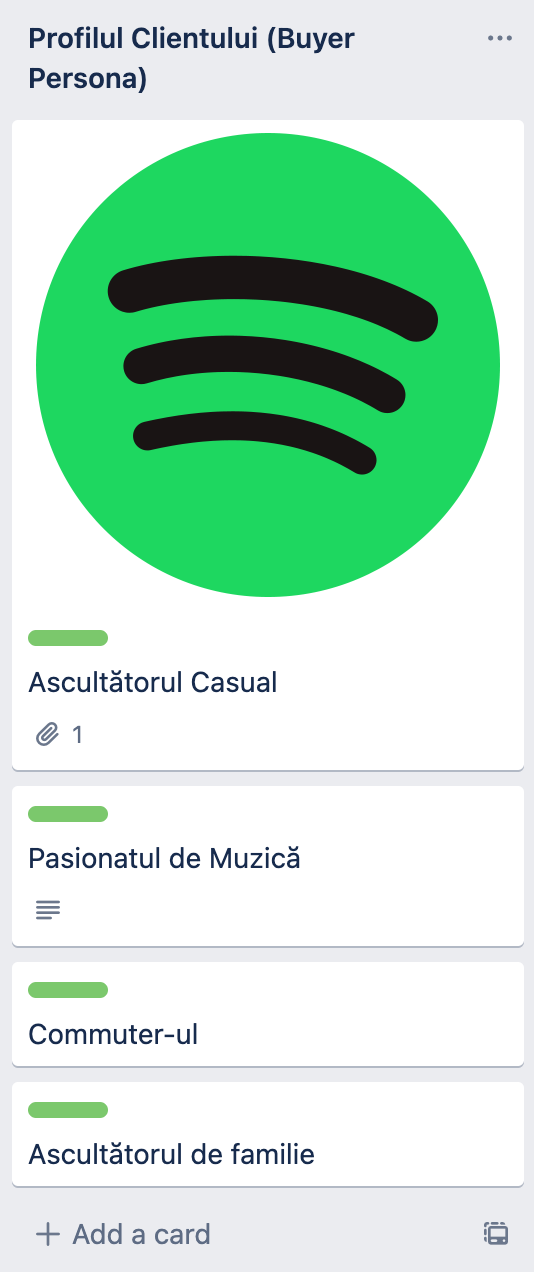 Profilul Clientului (Buyer
Persona)
Ascultătorul Casual
1
Pasionatul de Muzică
Commuter-ul
Ascultătorul de familie
Add a card